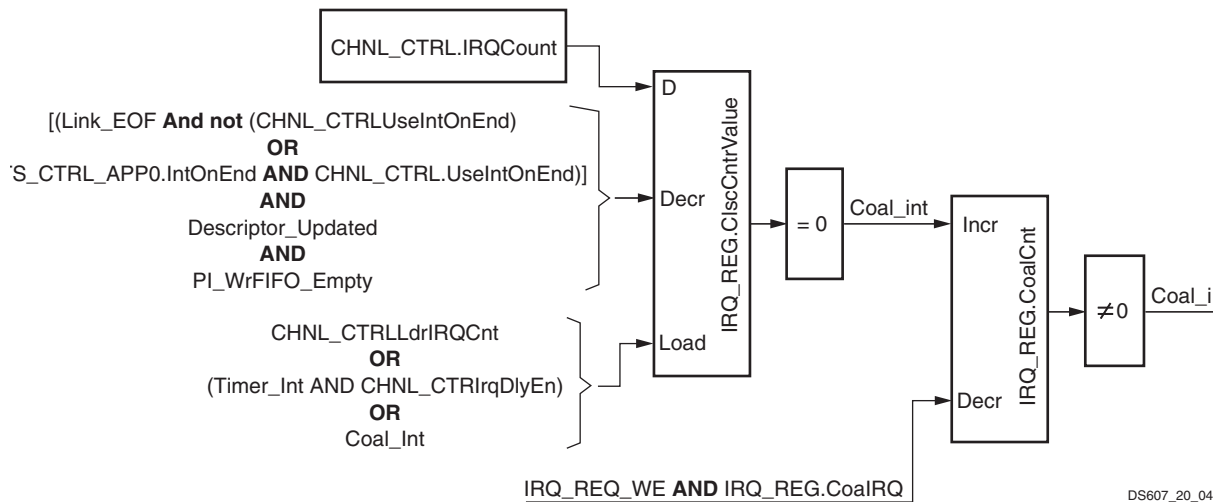 CHNL_CTRL.IRQCount
D
[(Link_EOF And not (CHNL_CTRLUseIntOnEnd)
OR
S_CTRL_APP0.IntOnEnd AND CHNL_CTRL.UseIntOnEnd)]
AND
Descriptor_Updated
AND
PI_WrFIFO_Empty
Decr
IRQ_REG.ClscCntrValue
= 0
Coal_int
Incr
IRQ_REG.CoalCnt
≠0
Coal_i
CHNL_CTRLLdrIRQCnt
OR
(Timer_Int AND CHNL_CTRIrqDlyEn)
OR
Coal_Int
Load
Decr
IRQ_REQ_WE AND IRQ_REG.CoalRQ
DS607_20_04